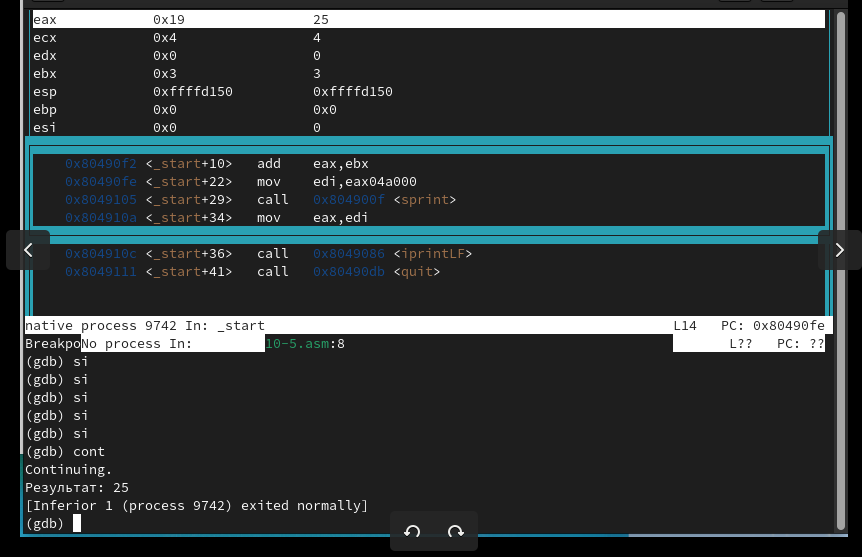 eax 0x19 25
ecx 0x4 4
edx 0x0 0
ebx 0x3 3
esp 0xffffd150 0xffffd150
ebp 0x0 0x0
esi 0x0 0
0x80490f2 <_start+10> add eax,ebx
0x80490fe <_start+22> mov edi,eax04a000
0x8049105 <_start+29> call 0x804900f <sprint>
0x804910a <_start+34> mov eax,edi
0x804910c <_start+36> call 0x8049086 <iprintLF>
0x8049111 <_start+41> call 0x80490db <quit>
native process 9742 In: _start L14 PC: 0x80490fe
BreakpoNo process In: 10-5.asm:8 L?? PC: ??
(gdb) si
(gdb) si
(gdb) si
(gdb) si
(gdb) si
(gdb) cont
Continuing.
Результат: 25
[Inferior 1 (process 9742) exited normally]
(gdb)